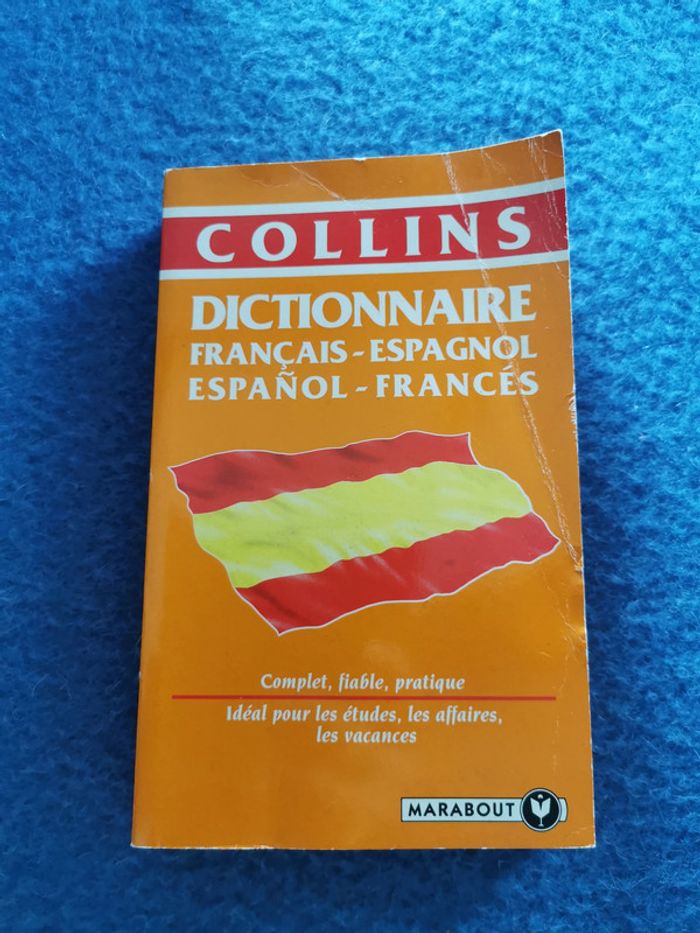 COLLINS
DICTIONNAIRE
FRANÇAIS - ESPAGNOL
ESPAÑOL - FRANCÉS
Complet, fiable, pratique
Idéal pour les études, les affaires,
les vacances
MARABOUT